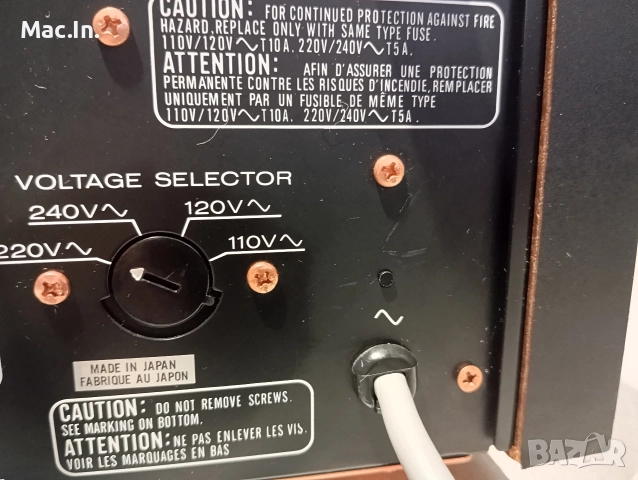 Mac.In.
CAUTION: FOR CONTINUED PROTECTION AGAINST FIRE
HAZARD, REPLACE ONLY WITH SAME TYPE FUSE.
110V/120V∿T10A. 220V/240V∿T5A.
ATTENTION: AFIN D'ASSURER UNE PROTECTION
PERMANENTE CONTRE LES RISQUES D'INCENDIE, REMPLACER
UNIQUEMENT PAR UN FUSIBLE DE MÊME TYPE
110V/120V∿T10A. 220V/240V∿T5A.
VOLTAGE SELECTOR
240V∿ 120V∿
220V∿ 110V∿
∿
MADE IN JAPAN
FABRIQUE AU JAPON
CAUTION: DO NOT REMOVE SCREWS.
SEE MARKING ON BOTTOM.
ATTENTION: NE PAS ENLEVER LES VIS.
VOIR LES MARQUAGES EN BAS
BAZAR